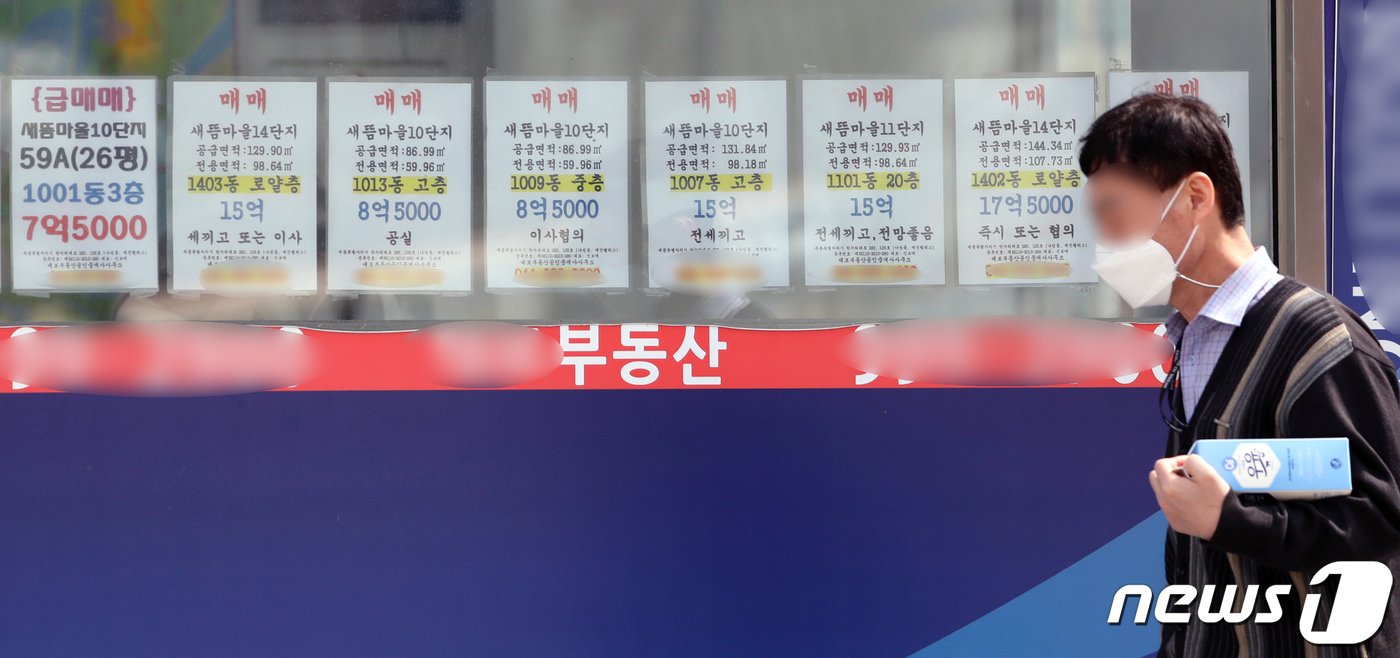 {급매매}
새뜸마을10단지
59A(26평)
1001동3층
7억5000
매매
새뜸마을14단지
공급면적:129.90㎡
전용면적: 98.64㎡
1403동 로얄층
15억
세끼고 또는 이사
매매
새뜸마을10단지
공급면적:86.99㎡
전용면적:59.96㎡
1013동 고층
8억5000
공실
매매
새뜸마을10단지
공급면적:86.99㎡
전용면적:59.96㎡
1009동 중층
8억5000
이사협의
매매
새뜸마을10단지
공급면적: 131.84㎡
전용면적: 98.18㎡
1007동 고층
15억
전세끼고
매매
새뜸마을11단지
공급면적:129.93㎡
전용면적: 98.64㎡
1101동 20층
15억
전세끼고,전망좋음
매매
새뜸마을14단지
공급면적:144.34㎡
전용면적:107.73㎡
1402동 로얄층
17억5000
즉시 또는 협의
매매
부동산
news1